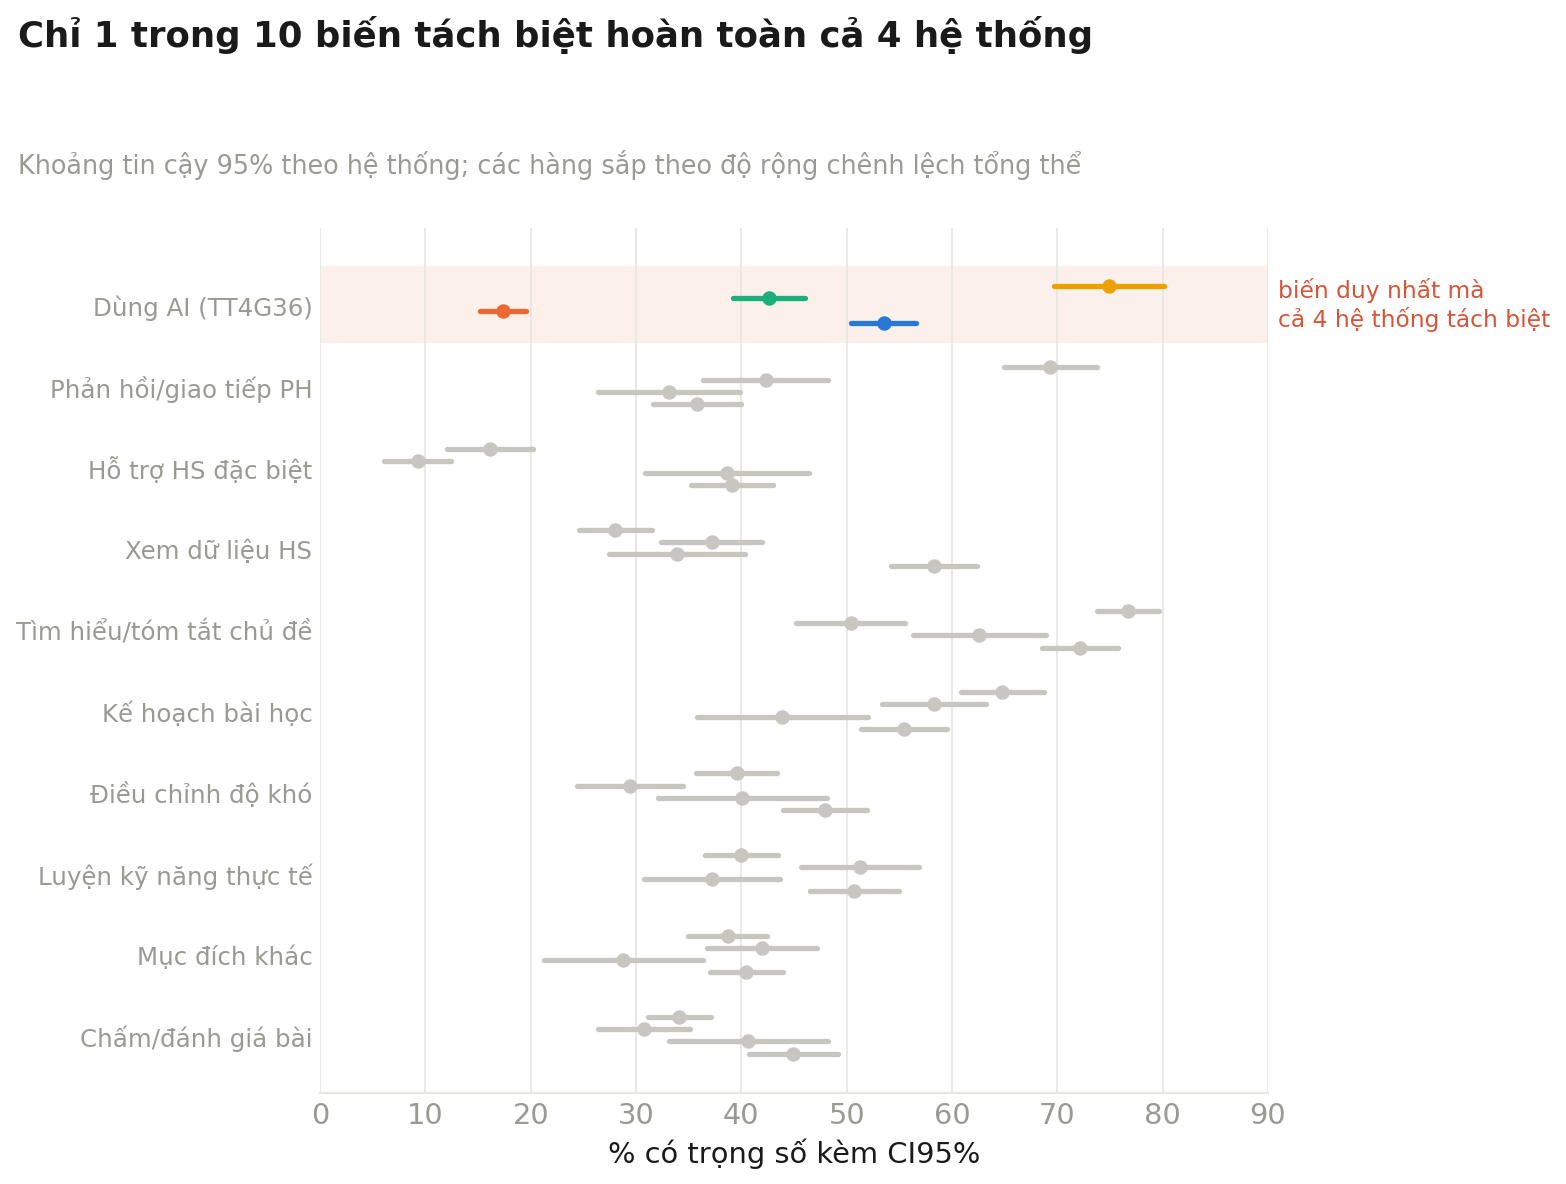 Chỉ 1 trong 10 biến tách biệt hoàn toàn cả 4 hệ thống
Khoảng tin cậy 95% theo hệ thống; các hàng sắp theo độ rộng chênh lệch tổng thể
Dùng AI (TT4G36)
biến duy nhất mà
cả 4 hệ thống tách biệt
Phản hồi/giao tiếp PH
Hỗ trợ HS đặc biệt
Xem dữ liệu HS
Tìm hiểu/tóm tắt chủ đề
Kế hoạch bài học
Điều chỉnh độ khó
Luyện kỹ năng thực tế
Mục đích khác
Chấm/đánh giá bài
0 10 20 30 40 50 60 70 80 90
% có trọng số kèm CI95%